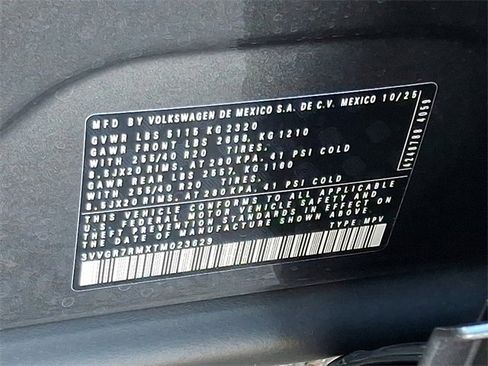 MFD BY VOLKSWAGEN DE MEXICO S.A. DE C.V. MEXICO 10/25
GVWR LBS 5115 KG 2320
GAWR FRONT LBS 2668. KG 1210
WITH 255/40 R20 TIRES.
8.5JX20 RIMS. AT 280 KPA. 41 PSI COLD
GAWR REAR LBS 2557. KG 1160
WITH 255/40 R20 TIRES.
8.5JX20 RIMS. AT 280 KPA. 41 PSI COLD
THIS VEHICLE CONFORMS TO ALL APPLICABLE
U.S. FEDERAL MOTOR VEHICLE SAFETY AND
THEFT PREVENTION STANDARDS IN EFFECT ON
THE DATE OF MANUFACTURE SHOWN ABOVE.
3VVGR7RMXTM023829 TYPE: MPV